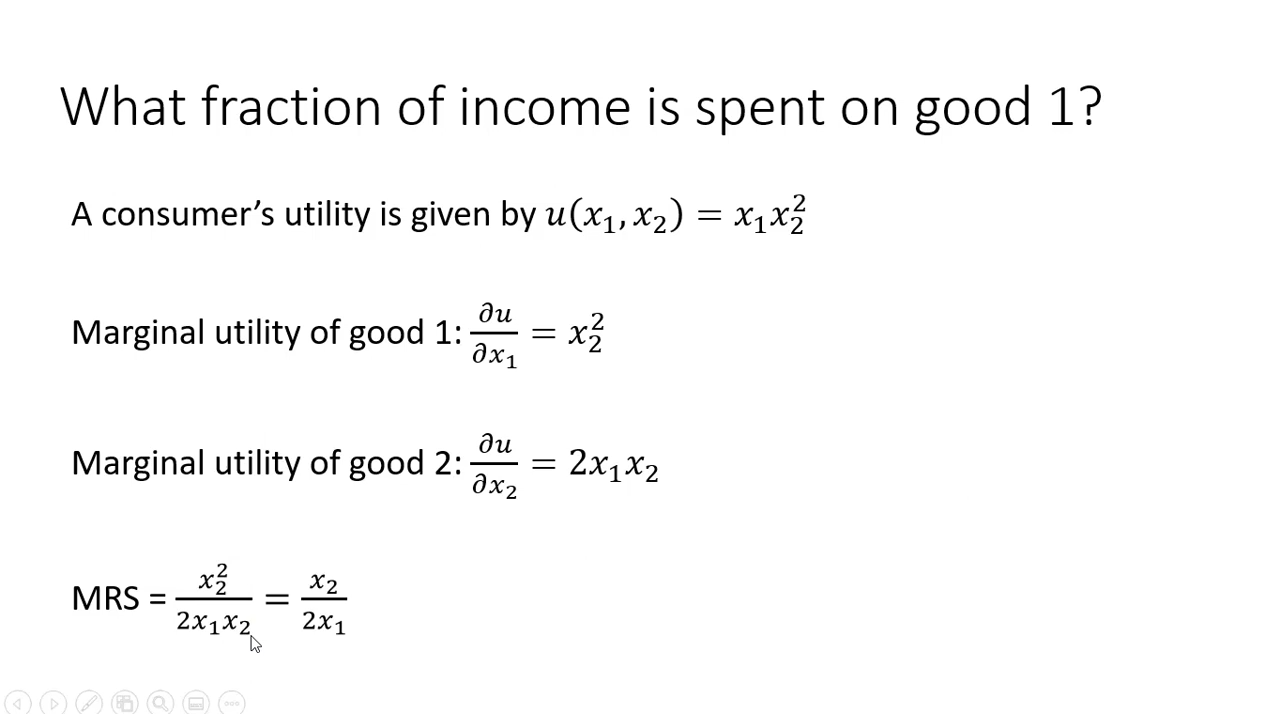 What fraction of income is spent on good 1?
A consumer’s utility is given by 𝑢(𝑥₁, 𝑥₂) = 𝑥₁𝑥₂²
Marginal utility of good 1: ∂𝑢/∂𝑥₁ = 𝑥₂²
Marginal utility of good 2: ∂𝑢/∂𝑥₂ = 2𝑥₁𝑥₂
MRS = 𝑥₂²/2𝑥₁𝑥₂ = 𝑥₂/2𝑥₁